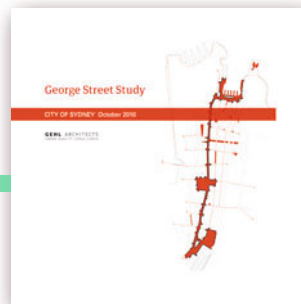 George Street Study
CITY OF SYDNEY October 2010
GEHL ARCHITECTS